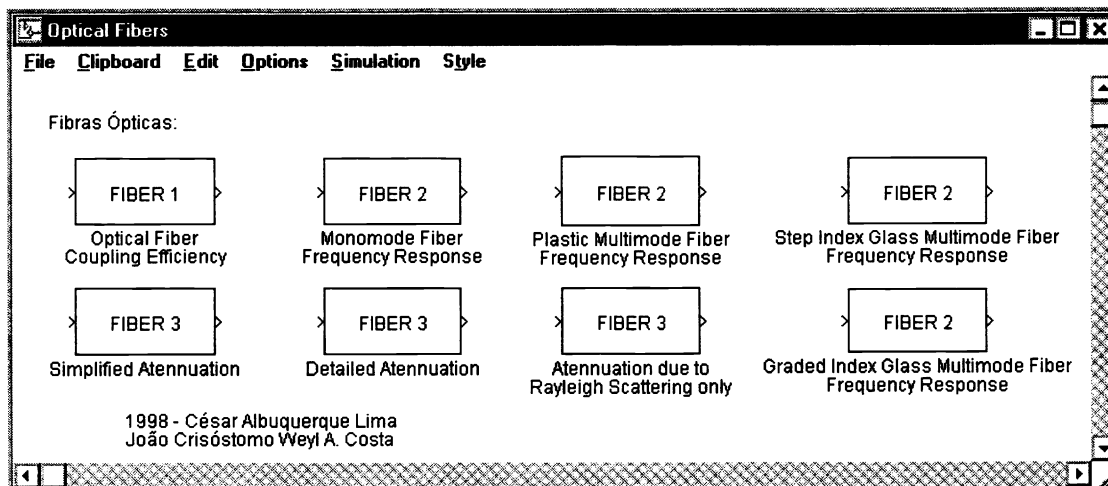 Optical Fibers
File Clipboard Edit Options Simulation Style
Fibras Ópticas:
FIBER 1
Optical Fiber
Coupling Efficiency
FIBER 2
Monomode Fiber
Frequency Response
FIBER 2
Plastic Multimode Fiber
Frequency Response
FIBER 2
Step Index Glass Multimode Fiber
Frequency Response
FIBER 3
Simplified Atennuation
FIBER 3
Detailed Atennuation
FIBER 3
Atennuation due to
Rayleigh Scattering only
FIBER 2
Graded Index Glass Multimode Fiber
Frequency Response
1998 - César Albuquerque Lima
João Crisóstomo Weyl A. Costa